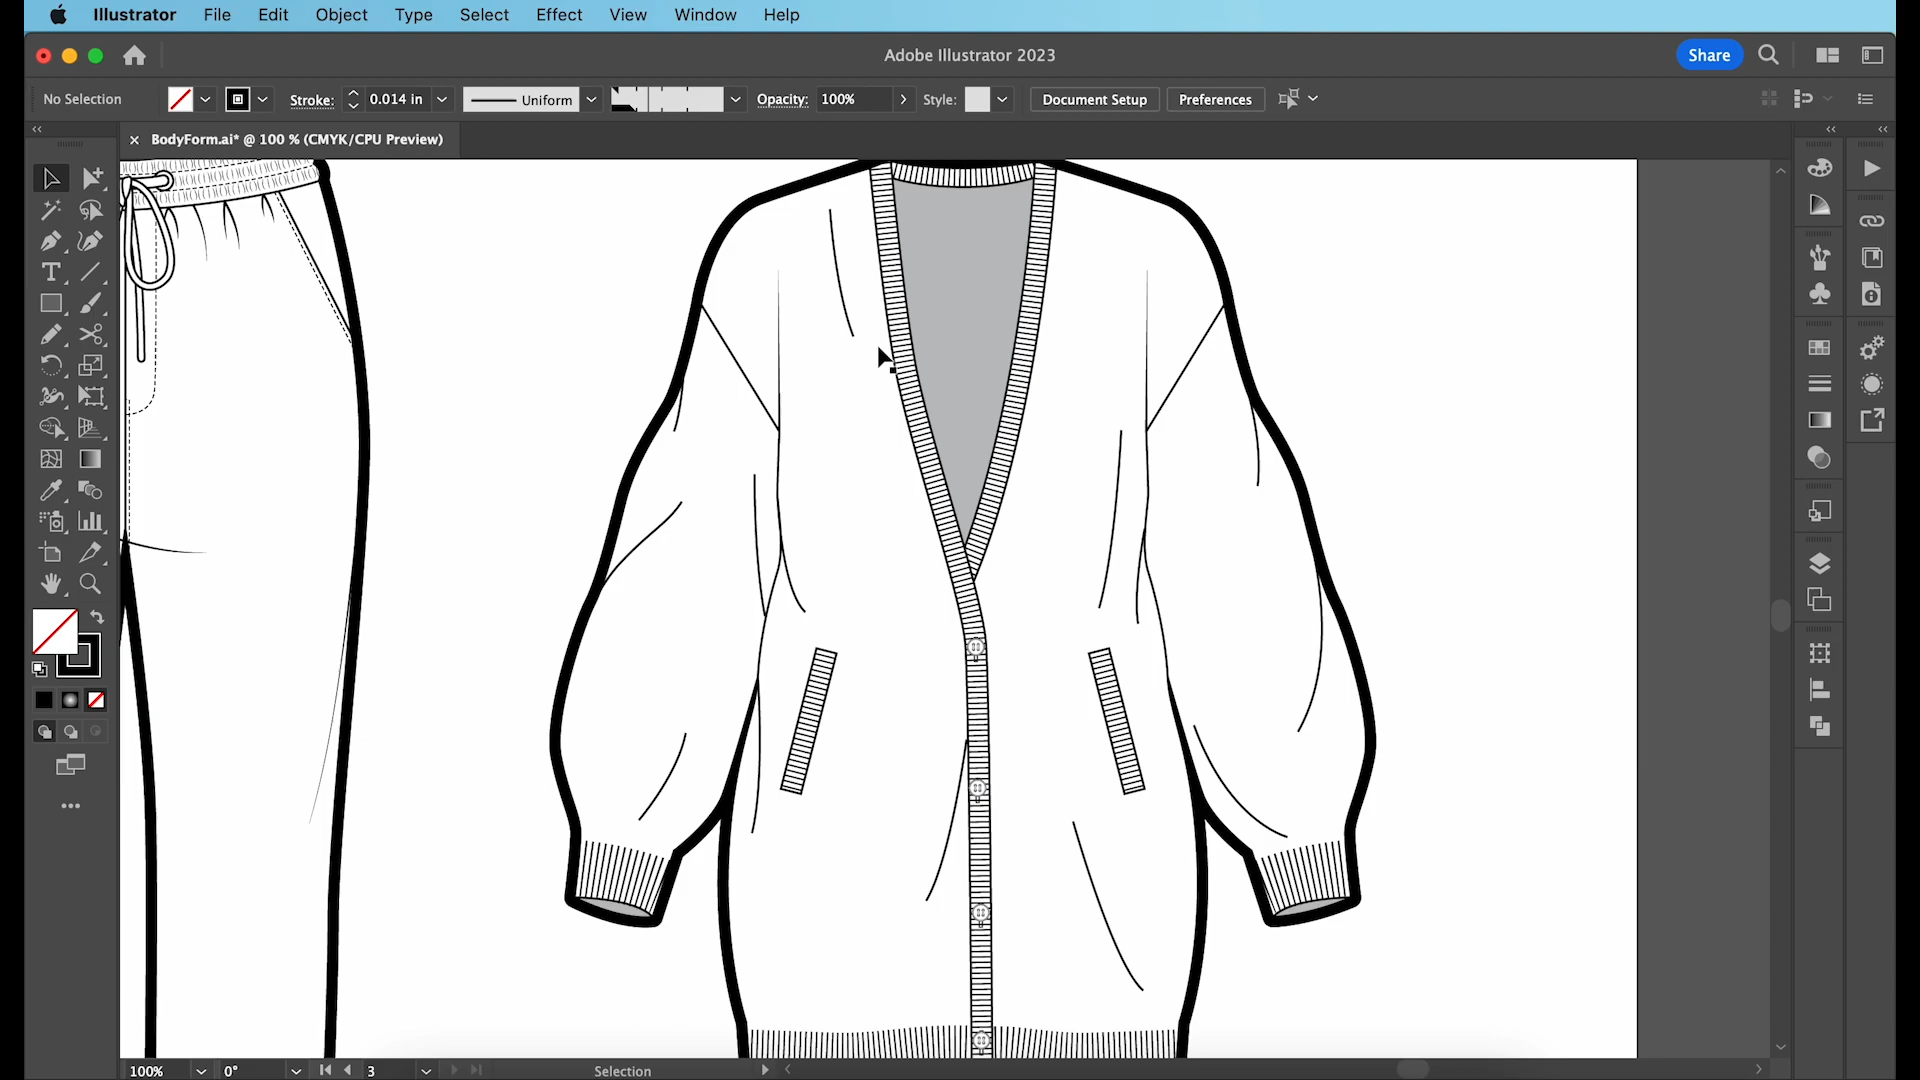 Illustrator File Edit Object Type Select Effect View Window Help
Adobe Illustrator 2023
Share
No Selection
Stroke:
0.014 in
Uniform
Opacity:
100%
Style:
Document Setup
Preferences
BodyForm.ai* @ 100 % (CMYK/CPU Preview)
100%
0°
3
Selection